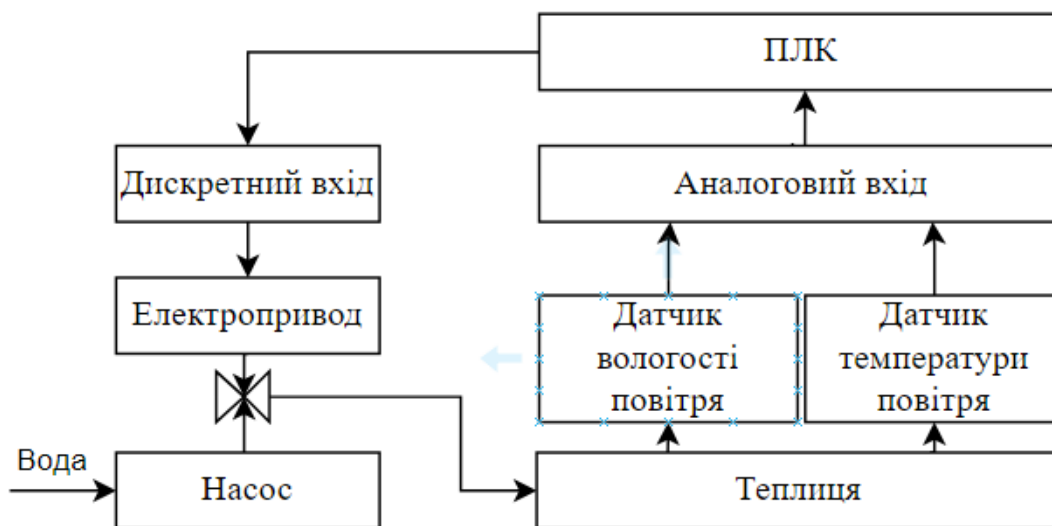 ПЛК
Дискретний вхід
Аналоговий вхід
Електропривод
Датчик
вологості
повітря
Датчик
температури
повітря
Вода
Насос
Теплиця